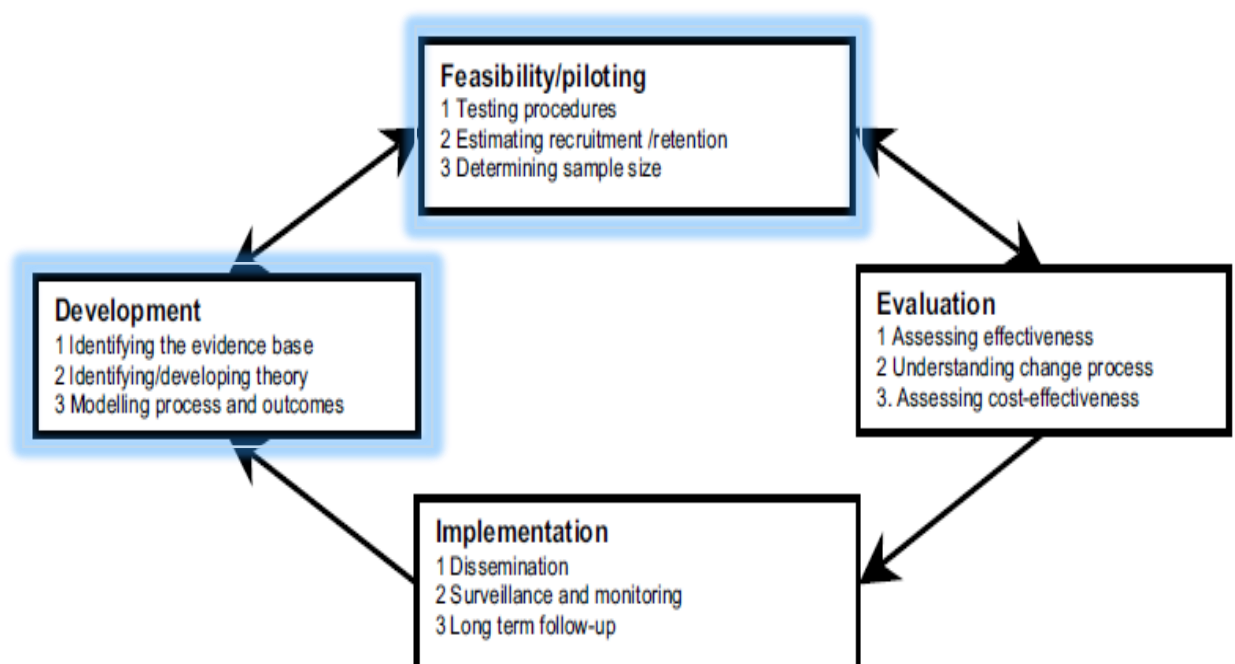 Feasibility/piloting
1 Testing procedures
2 Estimating recruitment /retention
3 Determining sample size
Development
1 Identifying the evidence base
2 Identifying/developing theory
3 Modelling process and outcomes
Evaluation
1 Assessing effectiveness
2 Understanding change process
3. Assessing cost-effectiveness
Implementation
1 Dissemination
2 Surveillance and monitoring
3 Long term follow-up